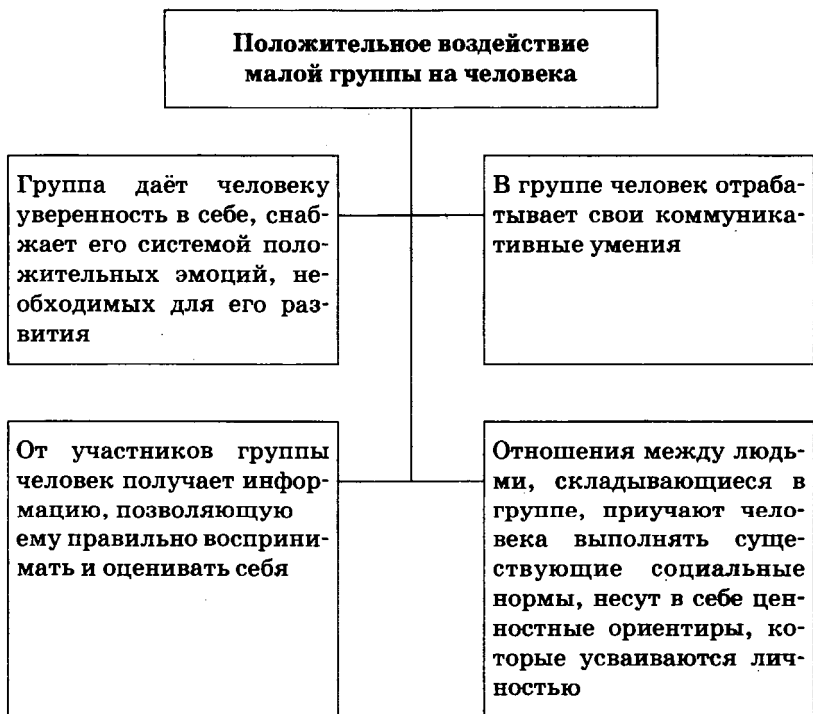 Положительное воздействие
малой группы на человека
Группа даёт человеку
уверенность в себе, снаб-
жает его системой поло-
жительных эмоций, не-
обходимых для его раз-
вития
В группе человек отраба-
тывает свои коммуника-
тивные умения
От участников группы
человек получает инфор-
мацию, позволяющую
ему правильно восприни-
мать и оценивать себя
Отношения между людь-
ми, складывающиеся в
группе, приучают чело-
века выполнять суще-
ствующие социальные
нормы, несут в себе цен-
ностные ориентиры, ко-
торые усваиваются лич-
ностью